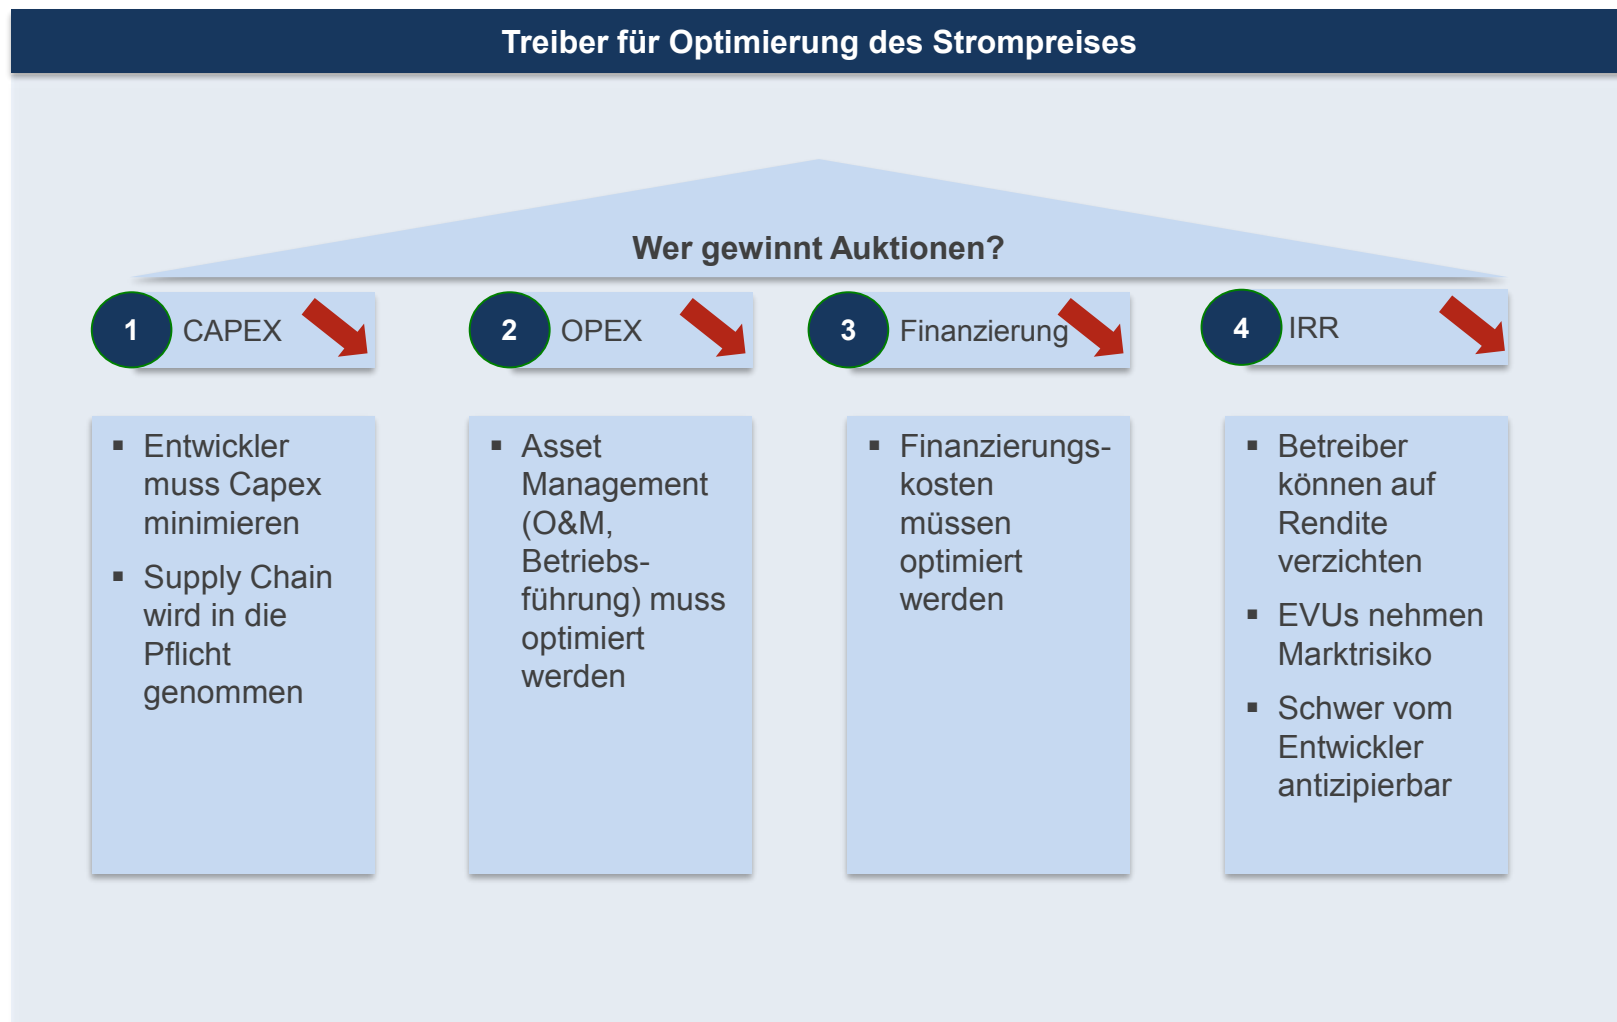 Treiber für Optimierung des Strompreises
Wer gewinnt Auktionen?
1 CAPEX
▪ Entwickler
muss Capex
minimieren
▪ Supply Chain
wird in die
Pflicht
genommen
2 OPEX
▪ Asset
Management
(O&M,
Betriebs-
führung) muss
optimiert
werden
3 Finanzierung
▪ Finanzierungs-
kosten
müssen
optimiert
werden
4 IRR
▪ Betreiber
können auf
Rendite
verzichten
▪ EVUs nehmen
Marktrisiko
▪ Schwer vom
Entwickler
antizipierbar